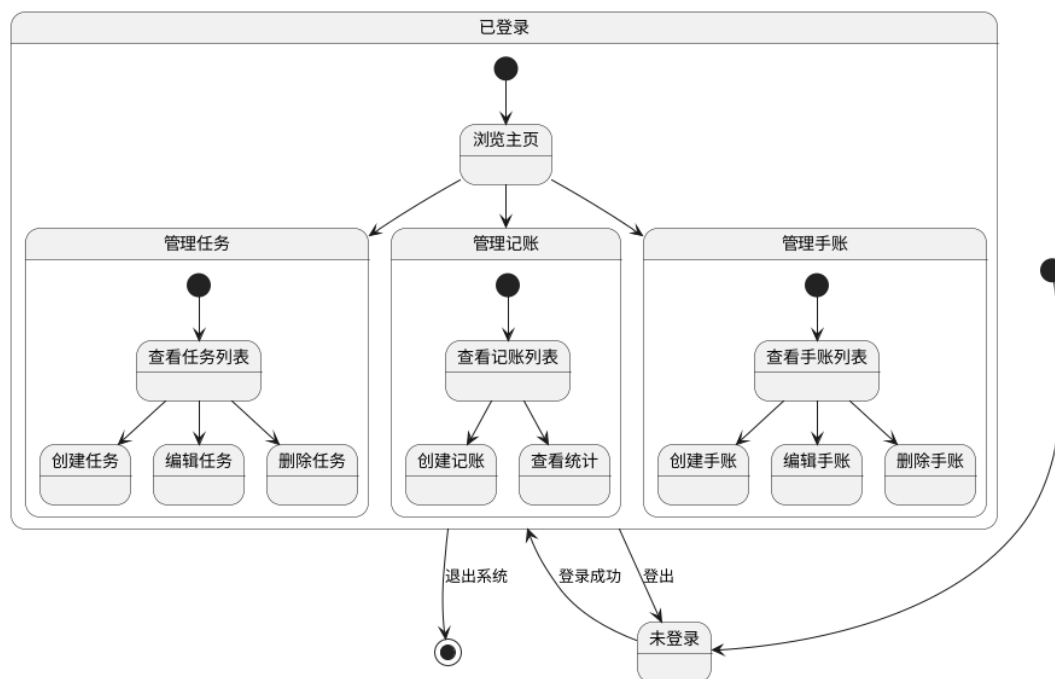 已登录
浏览主页
管理任务
管理记账
管理手账
查看任务列表
查看记账列表
查看手账列表
创建任务
编辑任务
删除任务
创建记账
查看统计
创建手账
编辑手账
删除手账
退出系统
登录成功
登出
未登录